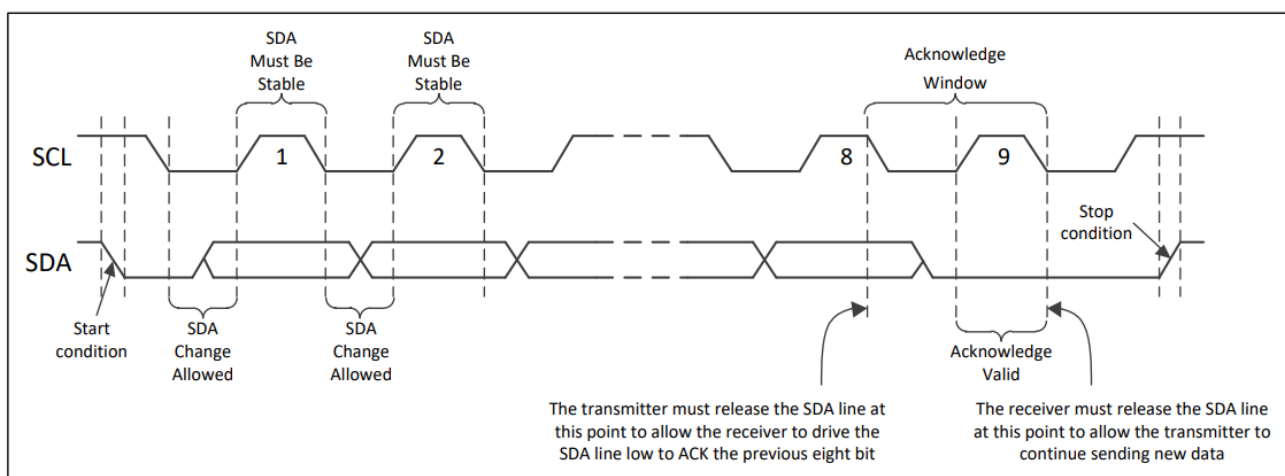 SDA
Must Be
Stable
SDA
Must Be
Stable
Acknowledge
Window
SCL
1
2
8
9
SDA
Stop
condition
Start
condition
SDA
Change
Allowed
SDA
Change
Allowed
Acknowledge
Valid
The transmitter must release the SDA line at
this point to allow the receiver to drive the
SDA line low to ACK the previous eight bit
The receiver must release the SDA line
at this point to allow the transmitter to
continue sending new data